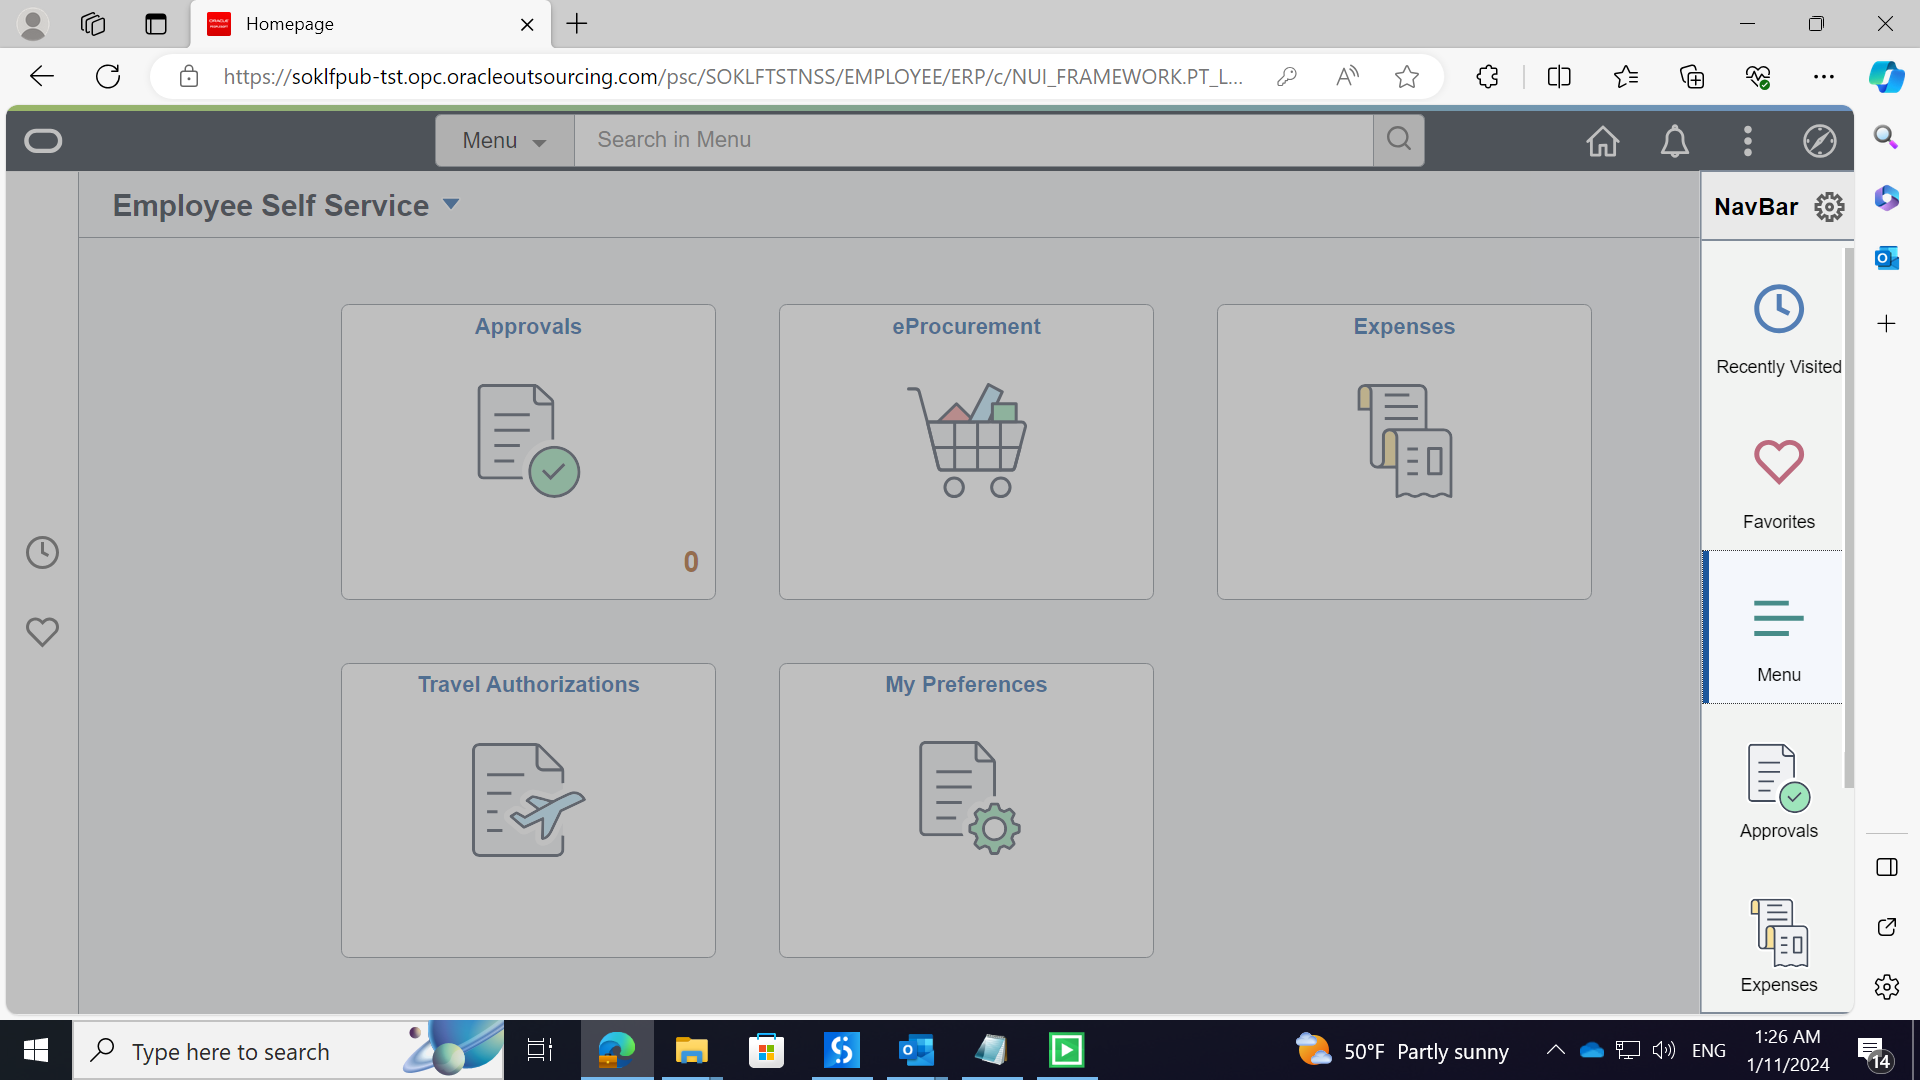 Homepage
https://soklfpub-tst.opc.oracleoutsourcing.com/psc/SOKLFTSTNSS/EMPLOYEE/ERP/c/NUI_FRAMEWORK.PT_L...
Menu
Search in Menu
Employee Self Service
NavBar
Approvals
0
eProcurement
Expenses
Travel Authorizations
My Preferences
Recently Visited
Favorites
Menu
Approvals
Expenses
Type here to search
50°F Partly sunny
ENG
1:26 AM
1/11/2024
14